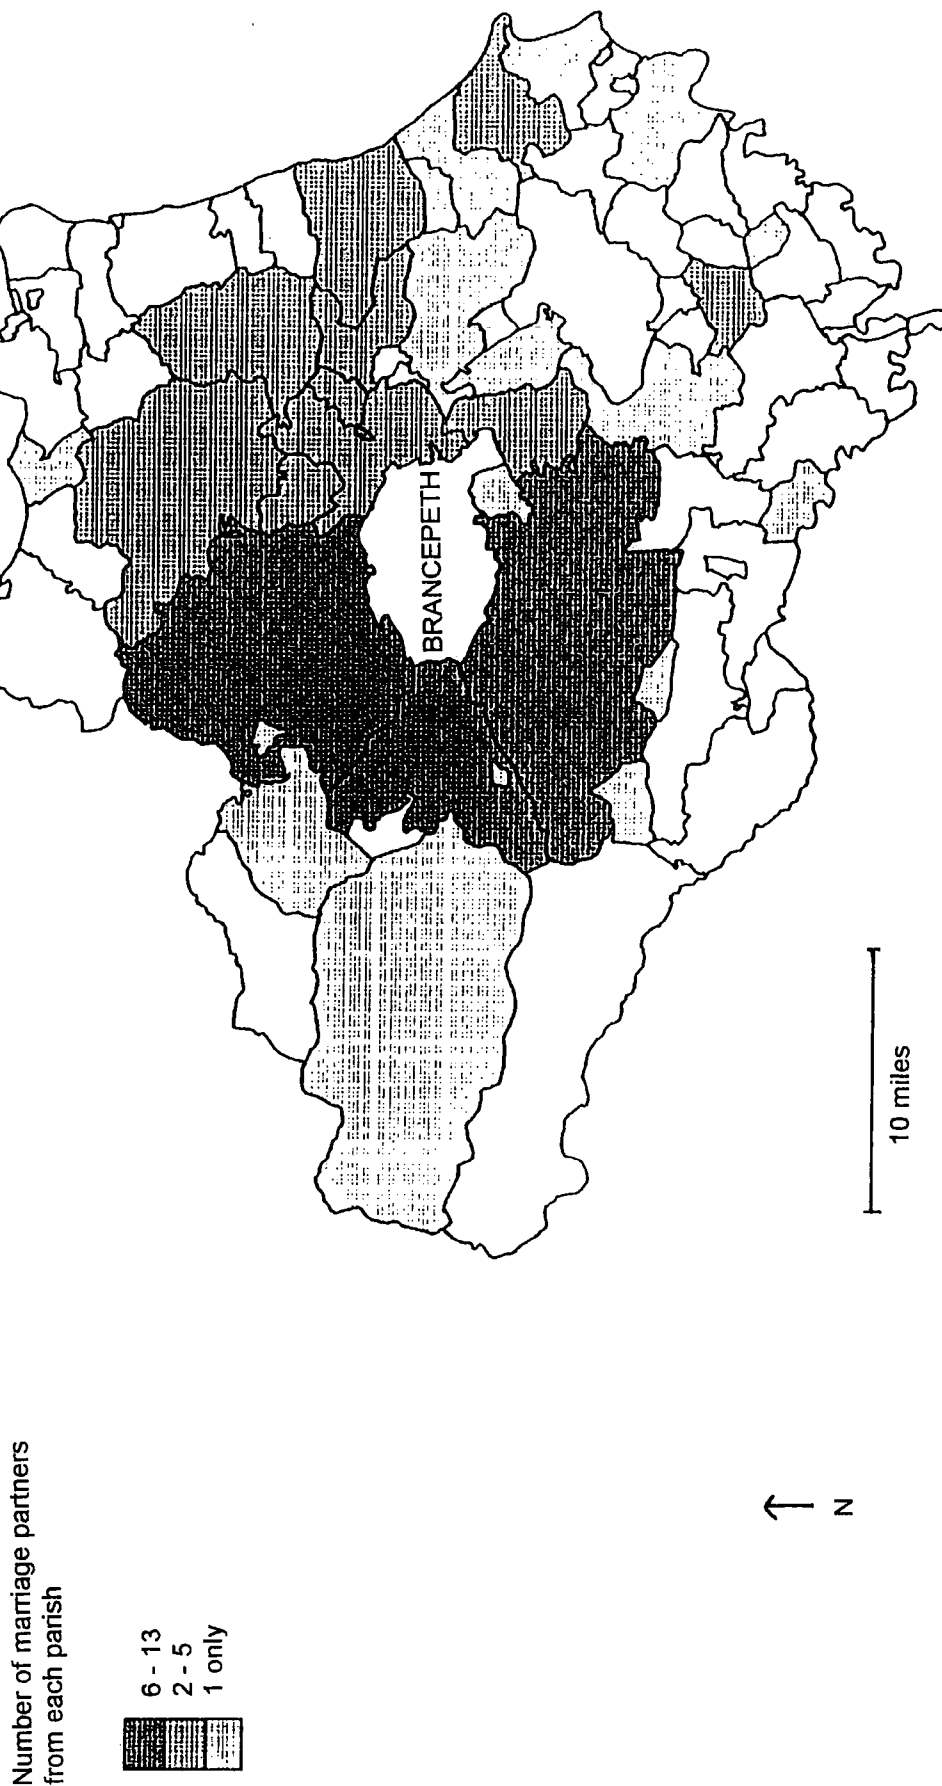 Number of marriage partners
from each parish
6 - 13
2 - 5
1 only
BRANCEPETH
10 miles
N